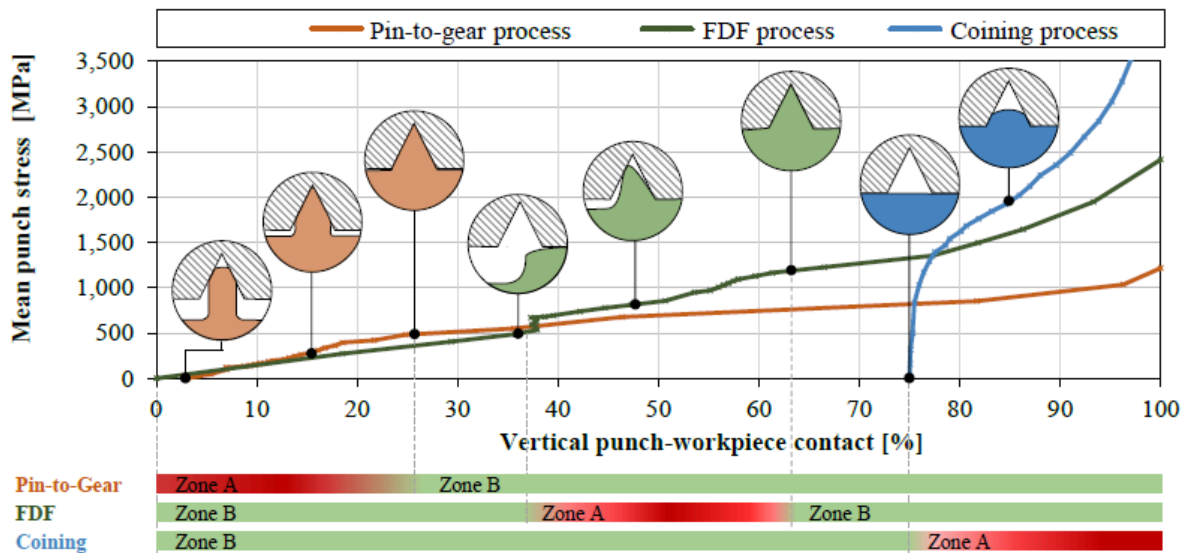 Pin-to-gear process FDF process Coining process
Mean punch stress [MPa]
3,500
3,000
2,500
2,000
1,500
1,000
500
0
0 10 20 30 40 50 60 70 80 90 100
Vertical punch-workpiece contact [%]
Pin-to-Gear Zone A Zone B
FDF Zone B Zone A Zone B
Coining Zone B Zone A